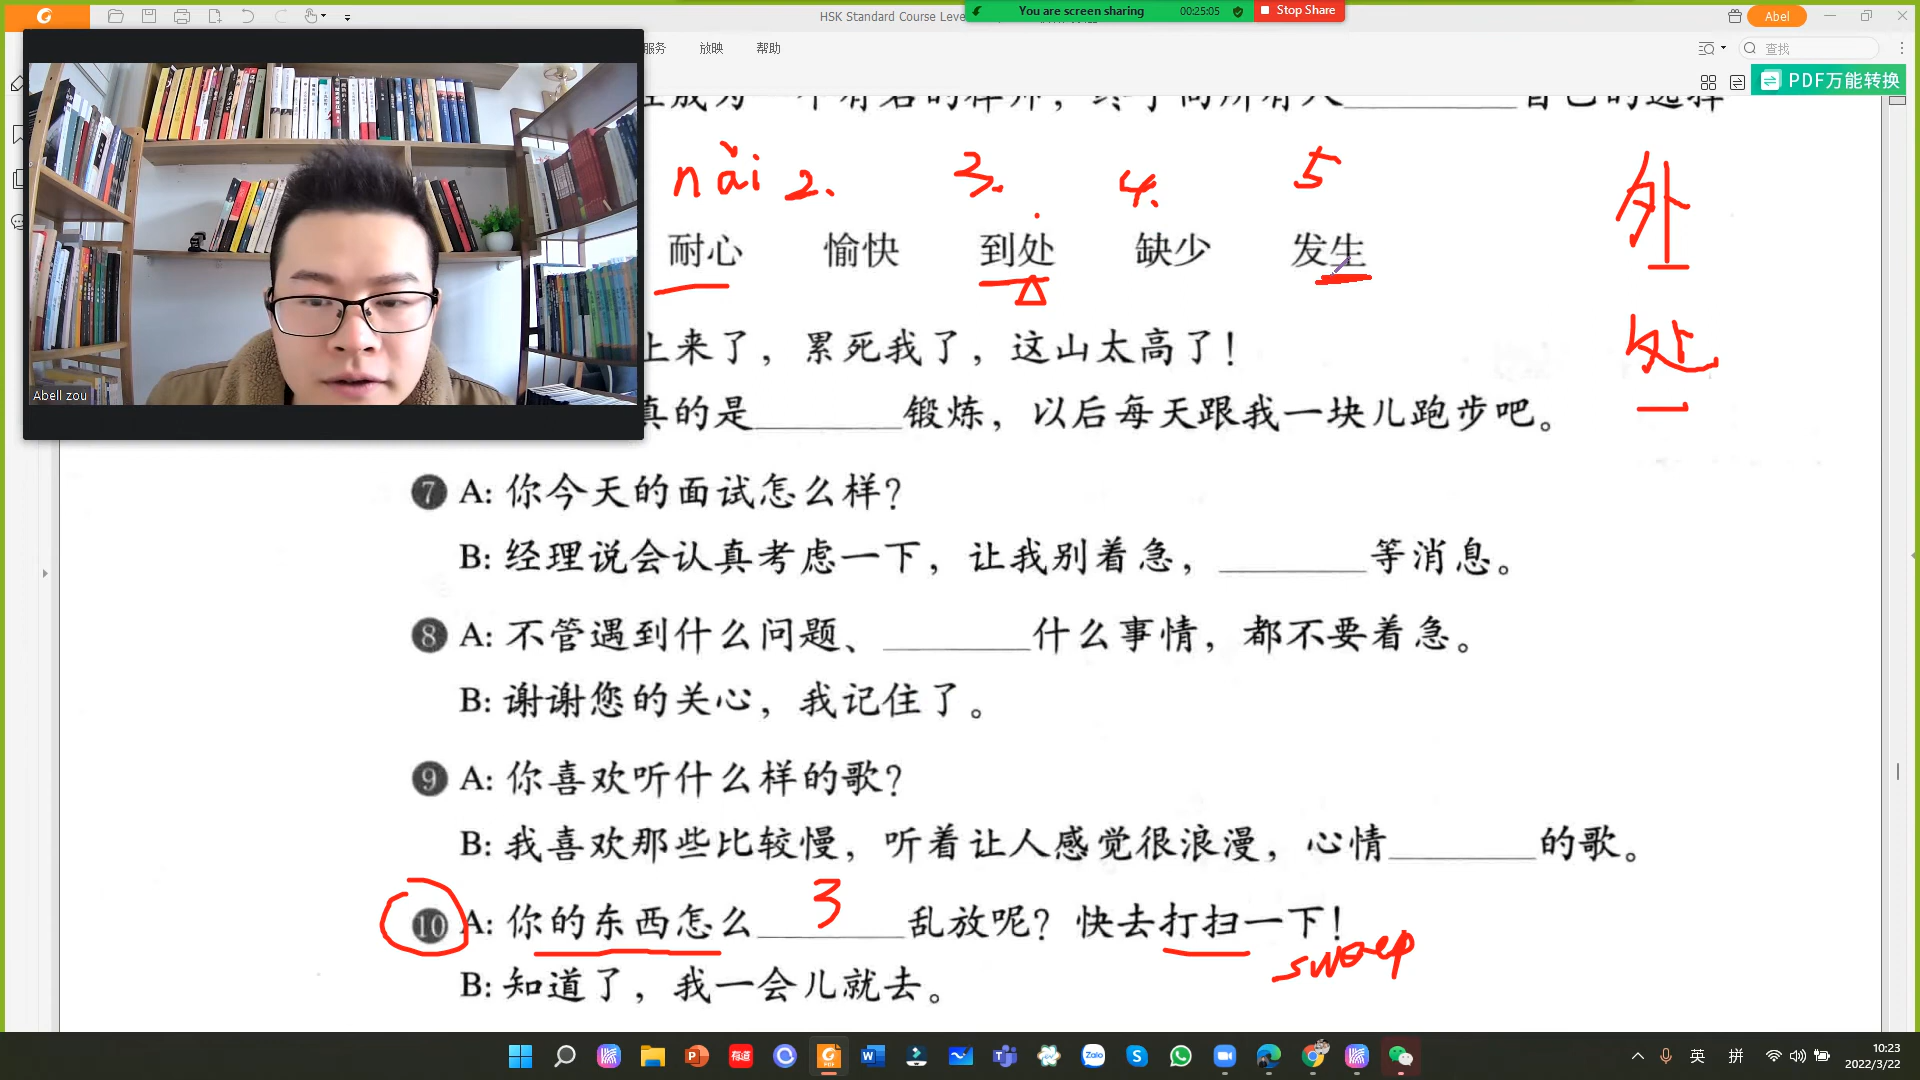 HSK Standard Course Leve
You are screen sharing
00:25:05
Stop Share
Abel
服务
放映
帮助
查找
PDF万能转换
Abell zou
nǎi 2. 3. 4. 5
外
耐心 愉快 到处 缺少 发生
处
上来了，累死我了，这山太高了！
真的是________锻炼，以后每天跟我一块儿跑步吧。
7 A: 你今天的面试怎么样？
B: 经理说会认真考虑一下，让我别着急，________等消息。
8 A: 不管遇到什么问题、________什么事情，都不要着急。
B: 谢谢您的关心，我记住了。
9 A: 你喜欢听什么样的歌？
B: 我喜欢那些比较慢，听着让人感觉很浪漫，心情________的歌。
3
10 A: 你的东西怎么________乱放呢？快去打扫一下！
sweep
B: 知道了，我一会儿就去。
有道
Zalo
英
拼
10:23
2022/3/22